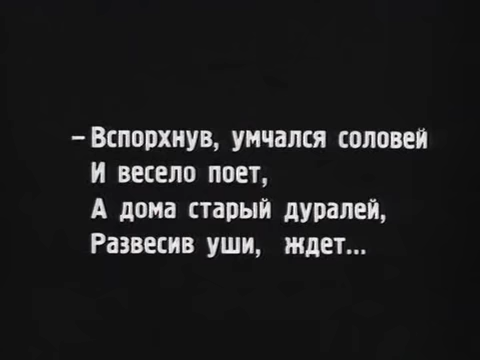 – Вспорхнув, умчался соловей
И весело поет,
А дома старый дуралей,
Развесив уши, ждет...